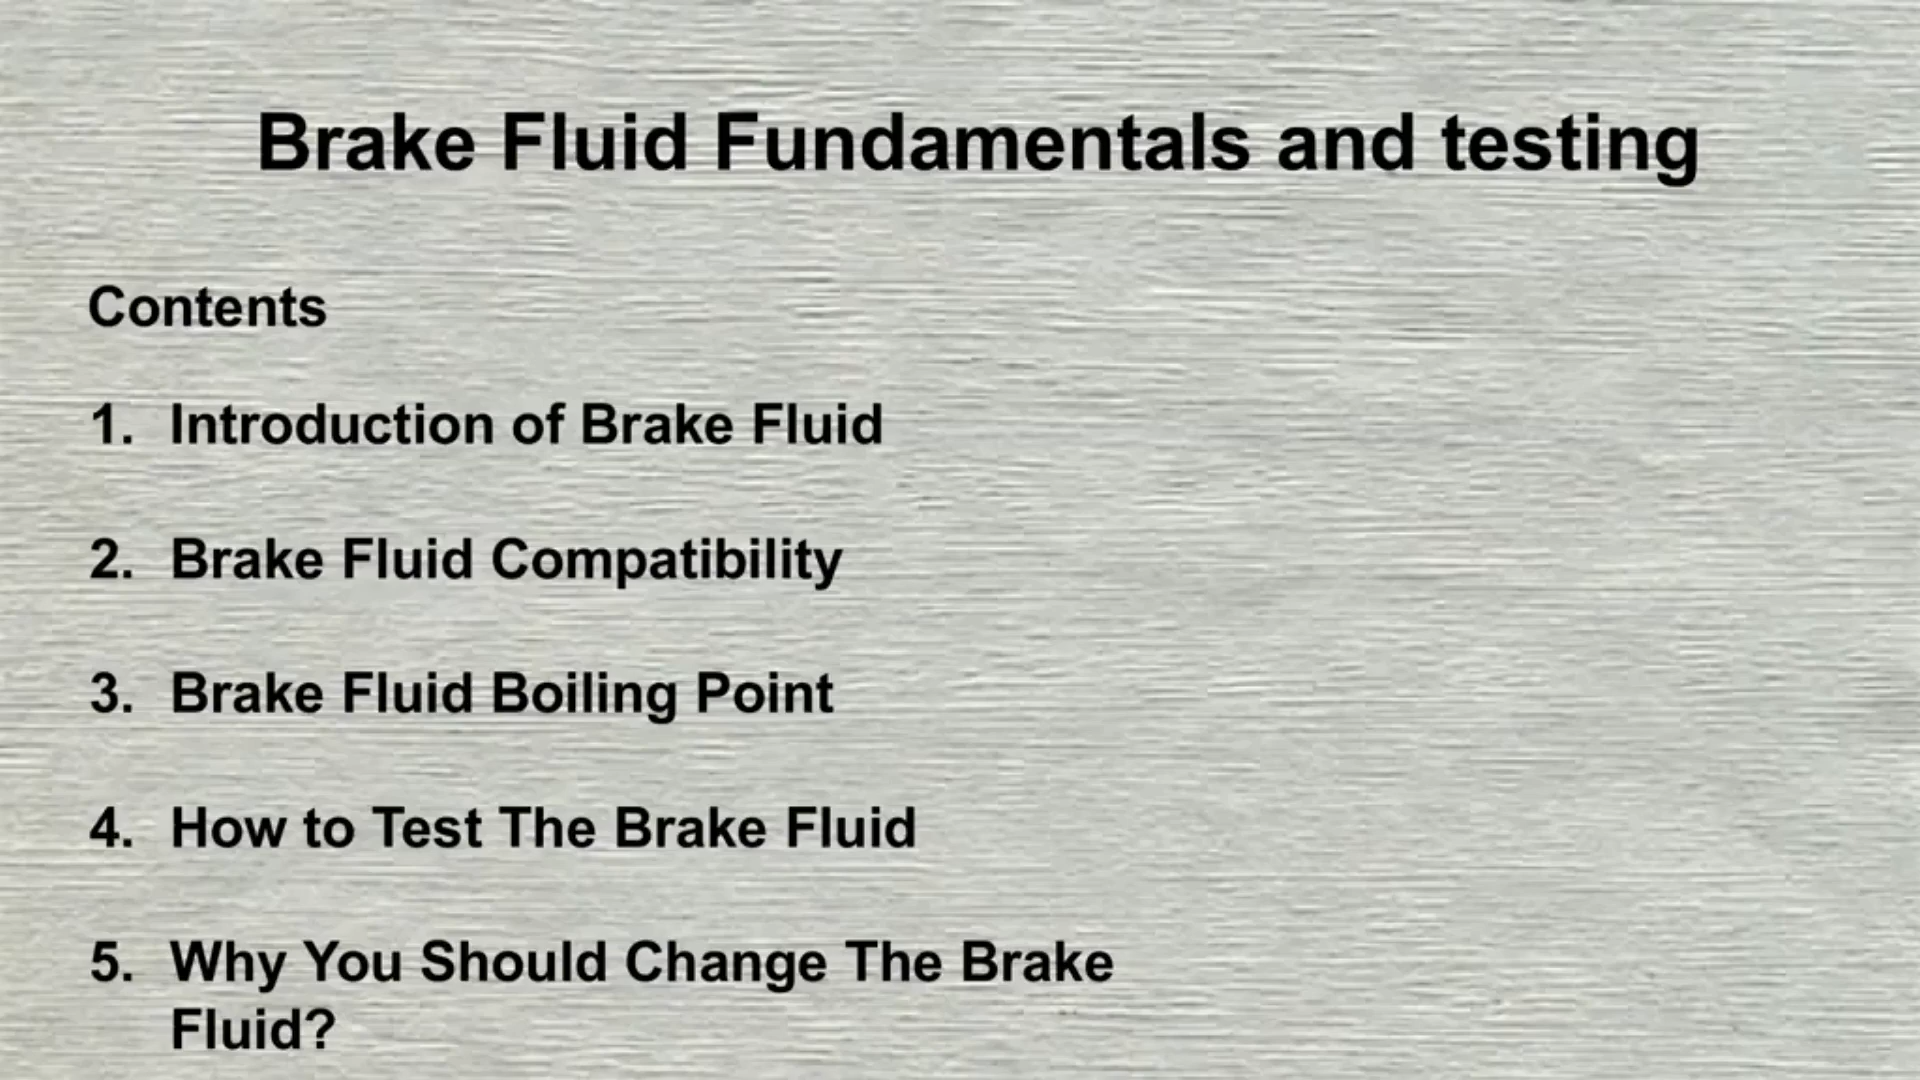 Brake Fluid Fundamentals and testing
Contents
1. Introduction of Brake Fluid
2. Brake Fluid Compatibility
3. Brake Fluid Boiling Point
4. How to Test The Brake Fluid
5. Why You Should Change The Brake
Fluid?